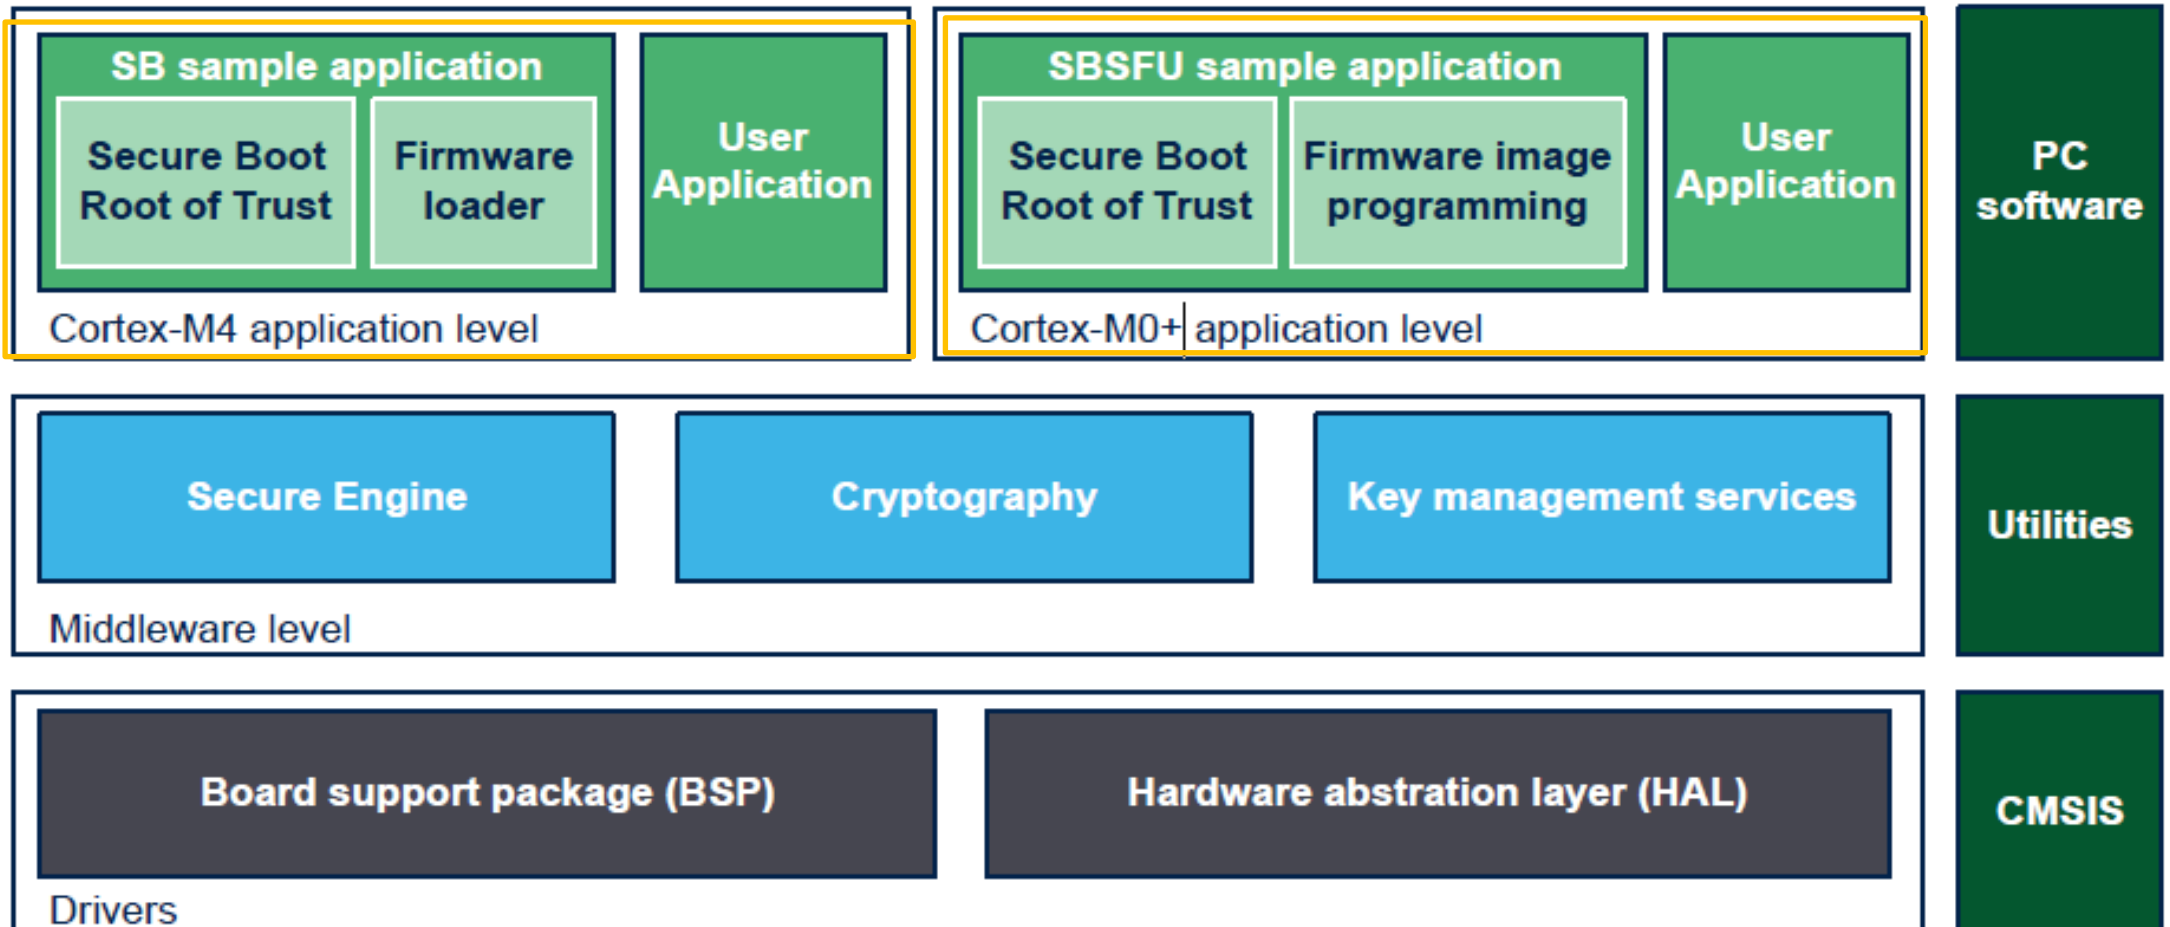 SB sample application
Secure Boot
Root of Trust
Firmware
loader
User
Application
Cortex-M4 application level
SBSFU sample application
Secure Boot
Root of Trust
Firmware image
programming
User
Application
Cortex-M0+ application level
PC
software
Secure Engine
Cryptography
Key management services
Middleware level
Utilities
Board support package (BSP)
Hardware abstration layer (HAL)
Drivers
CMSIS